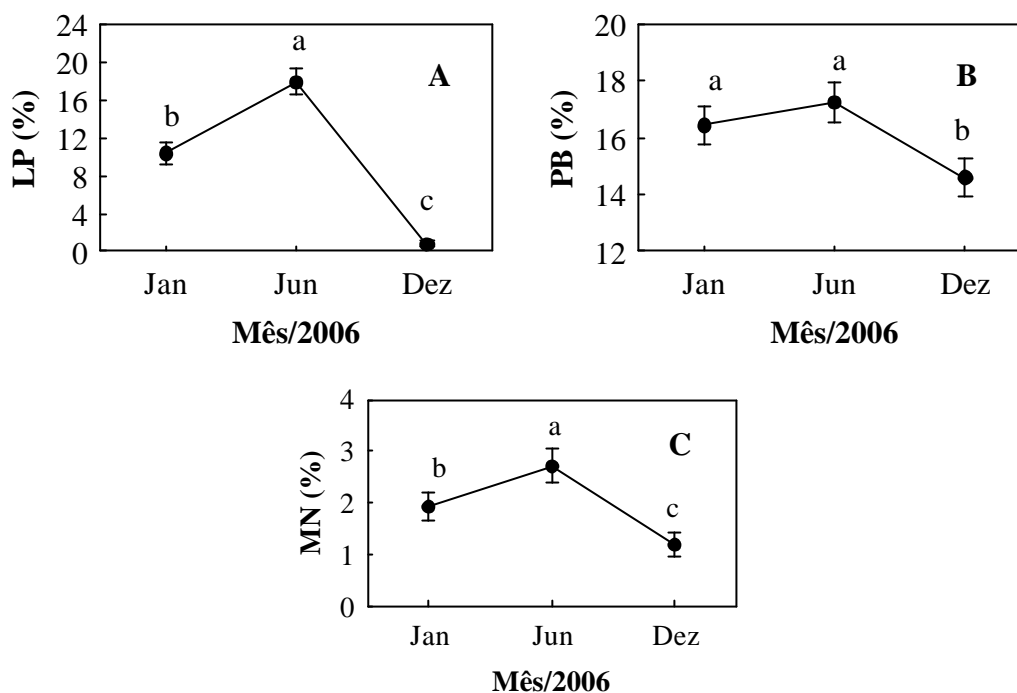 24
20
16
12
8
4
0
LP (%)
b
a
c
A
Jan Jun Dez
Mês/2006
20
18
16
14
12
PB (%)
a
a
b
B
Jan Jun Dez
Mês/2006
4
3
2
1
0
MN (%)
b
a
c
C
Jan Jun Dez
Mês/2006